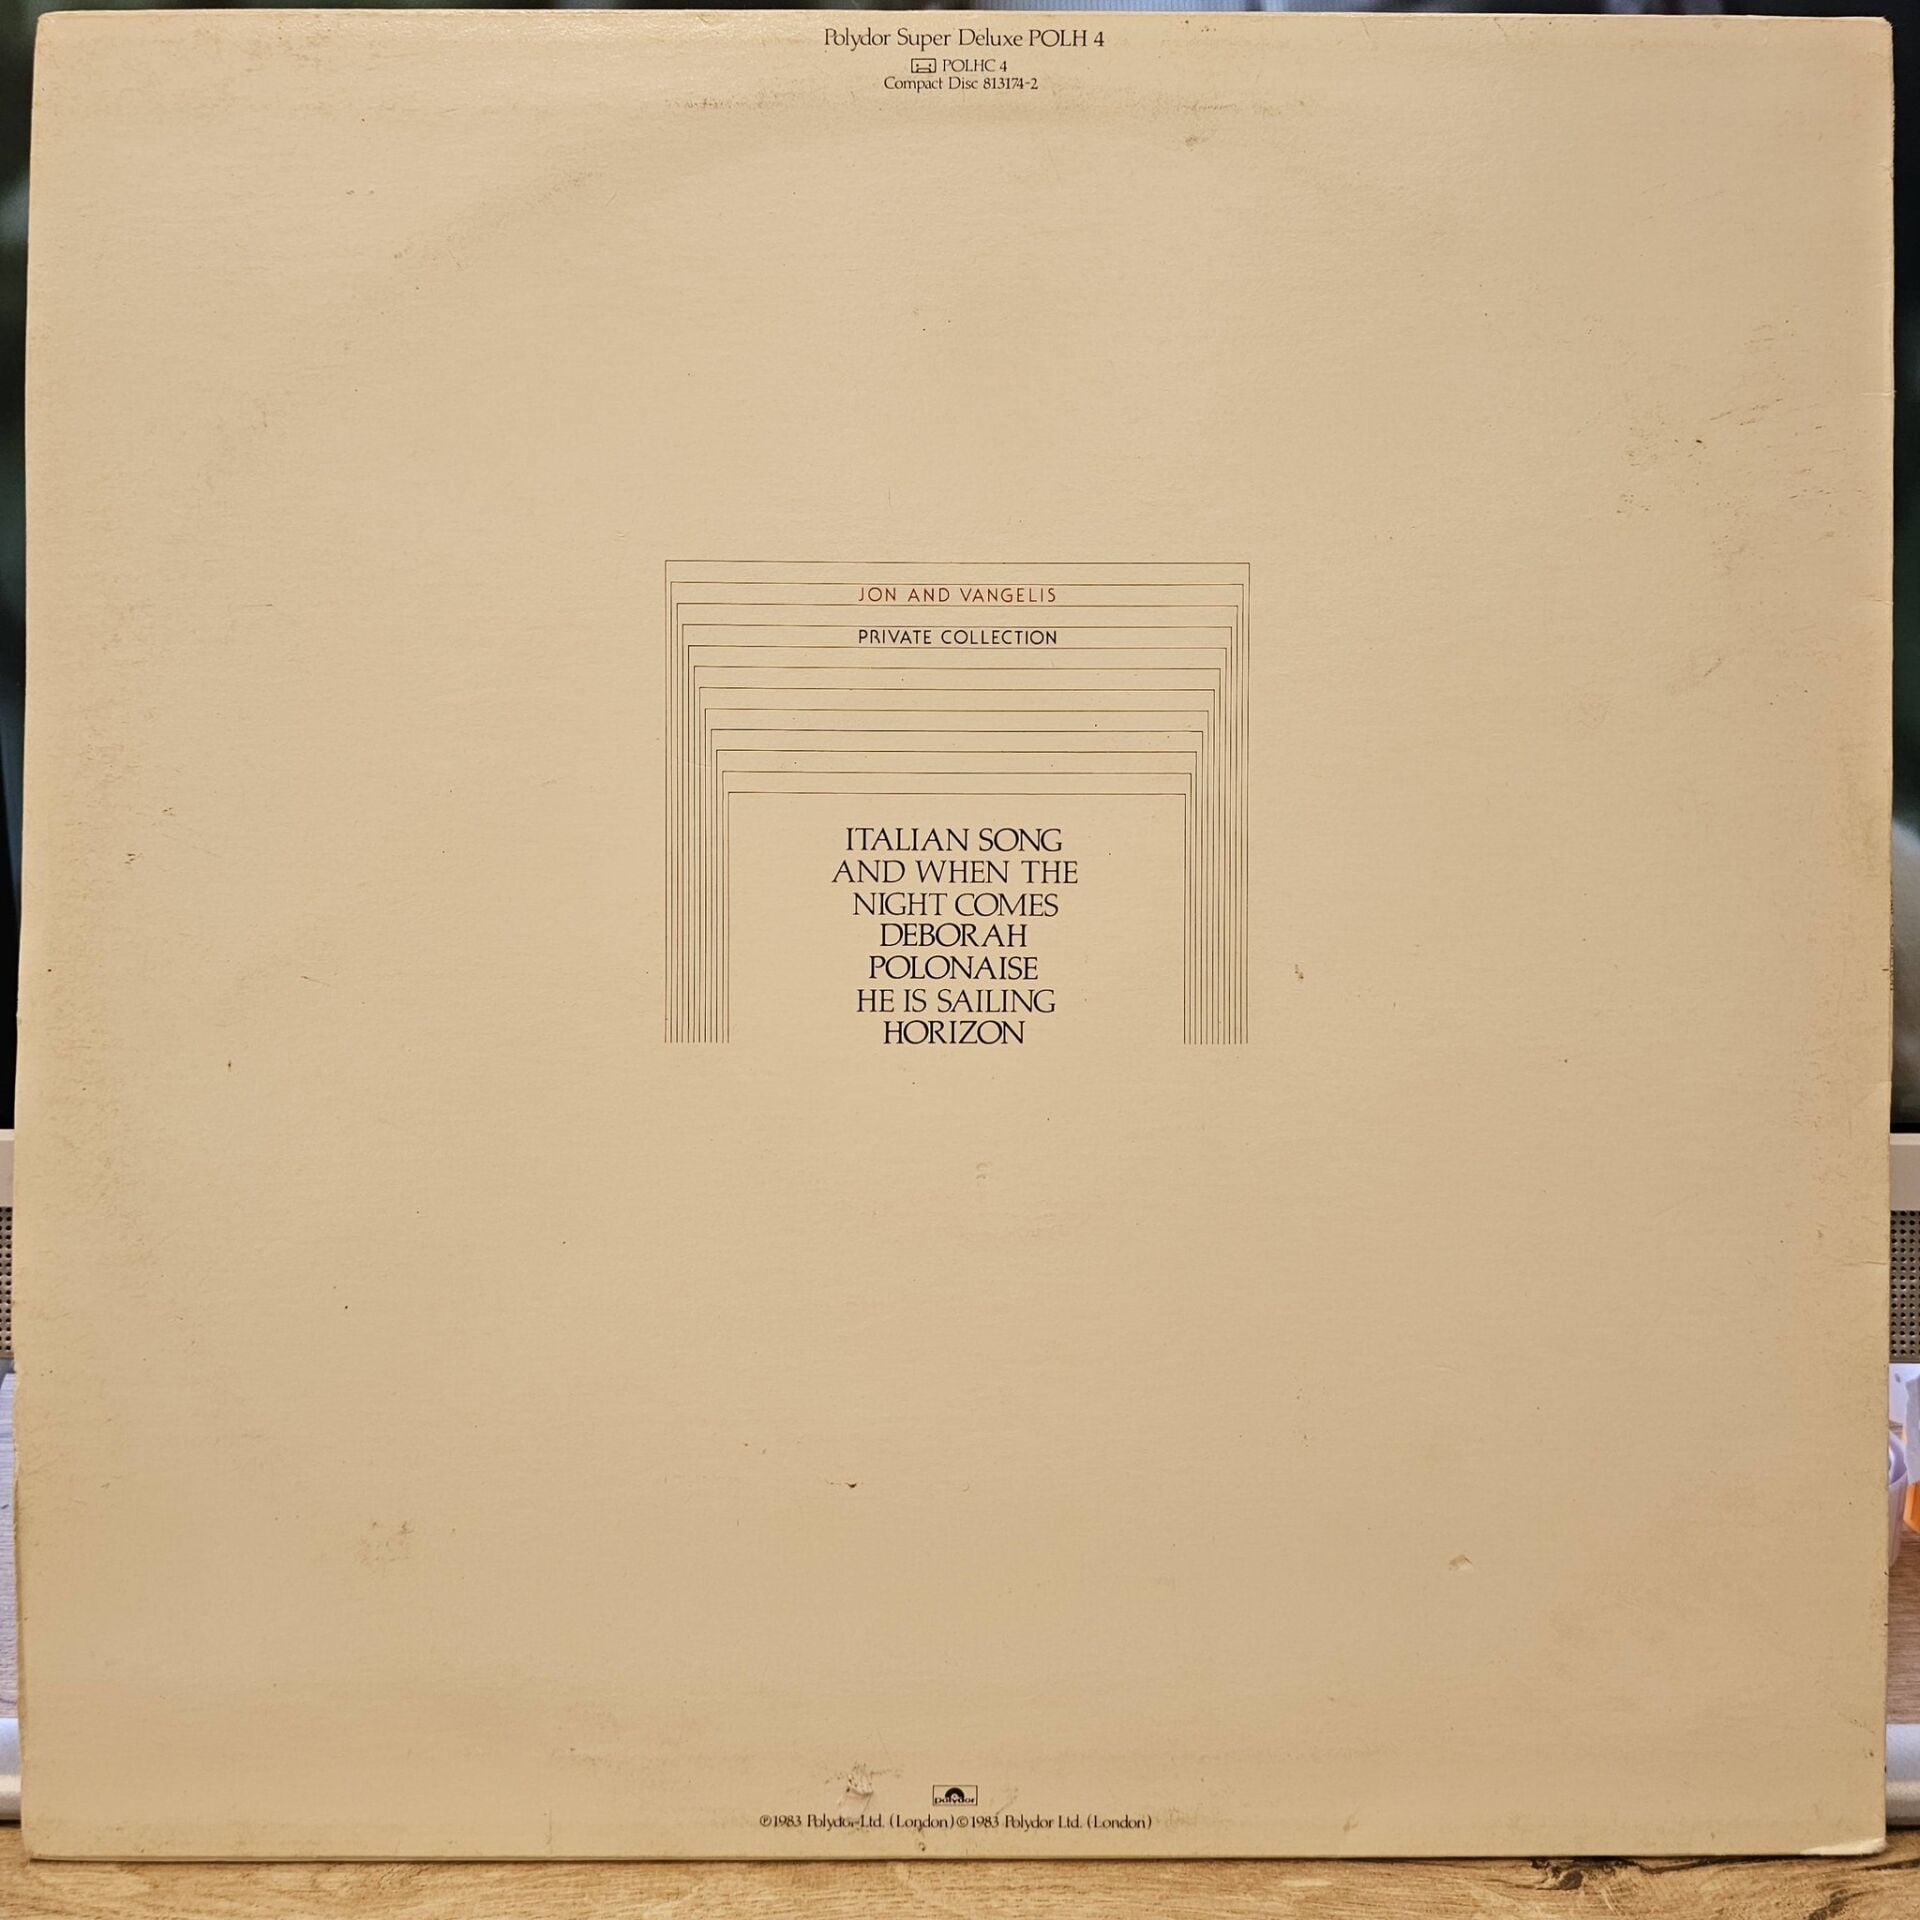 Polydor Super Deluxe POLH 4
POLHC 4
Compact Disc 813174-2
JON AND VANGELIS
PRIVATE COLLECTION
ITALIAN SONG
AND WHEN THE
NIGHT COMES
DEBORAH
POLONAISE
HE IS SAILING
HORIZON
Polydor
℗1983 Polydor Ltd. (London) ©1983 Polydor Ltd. (London)